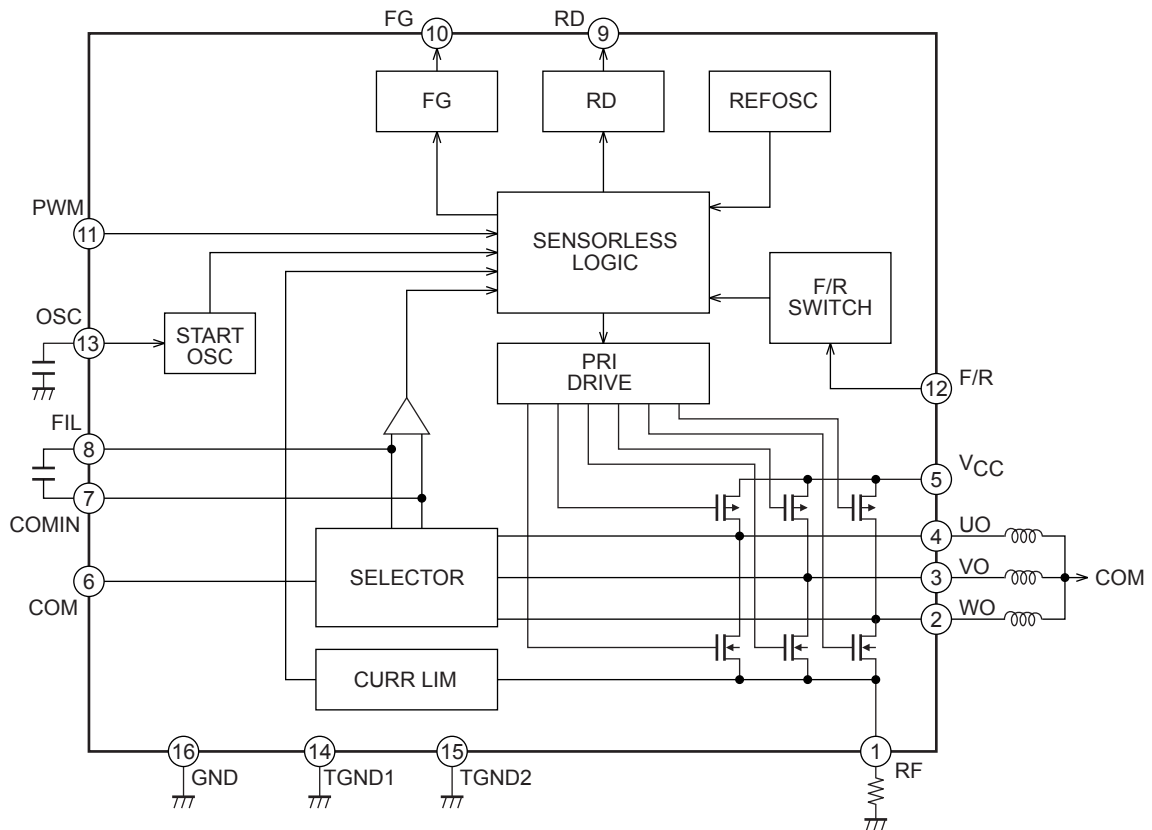 FG
RD
10
9
FG
RD
REFOSC
PWM
11
SENSORLESS
LOGIC
F/R
SWITCH
OSC
13
START
OSC
PRI
DRIVE
12
F/R
FIL
8
7
COMIN
5
VCC
4
UO
SELECTOR
6
COM
3
VO
COM
2
WO
CURR LIM
16
GND
14
TGND1
15
TGND2
1
RF